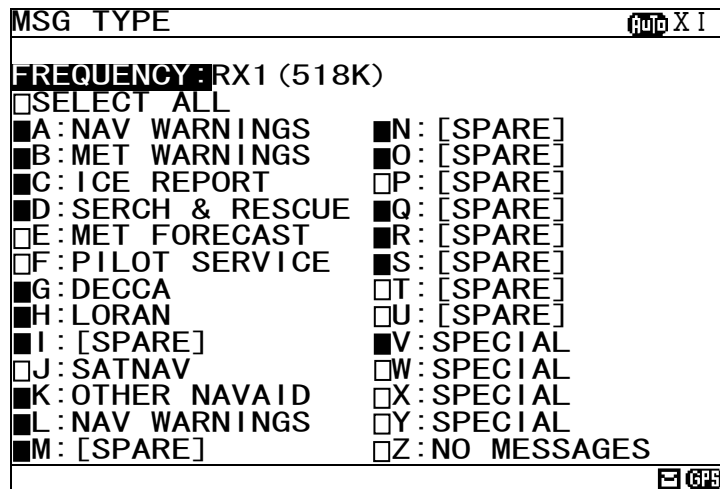 MSG TYPE
Auto X I
FREQUENCY:RX1(518K)
□SELECT ALL
■A:NAV WARNINGS
■B:MET WARNINGS
■C:ICE REPORT
■D:SERCH & RESCUE
□E:MET FORECAST
□F:PILOT SERVICE
■G:DECCA
■H:LORAN
■I:[SPARE]
□J:SATNAV
■K:OTHER NAVAID
■L:NAV WARNINGS
■M:[SPARE]
■N:[SPARE]
■O:[SPARE]
□P:[SPARE]
■Q:[SPARE]
■R:[SPARE]
■S:[SPARE]
□T:[SPARE]
□U:[SPARE]
■V:SPECIAL
□W:SPECIAL
□X:SPECIAL
□Y:SPECIAL
□Z:NO MESSAGES
GPS